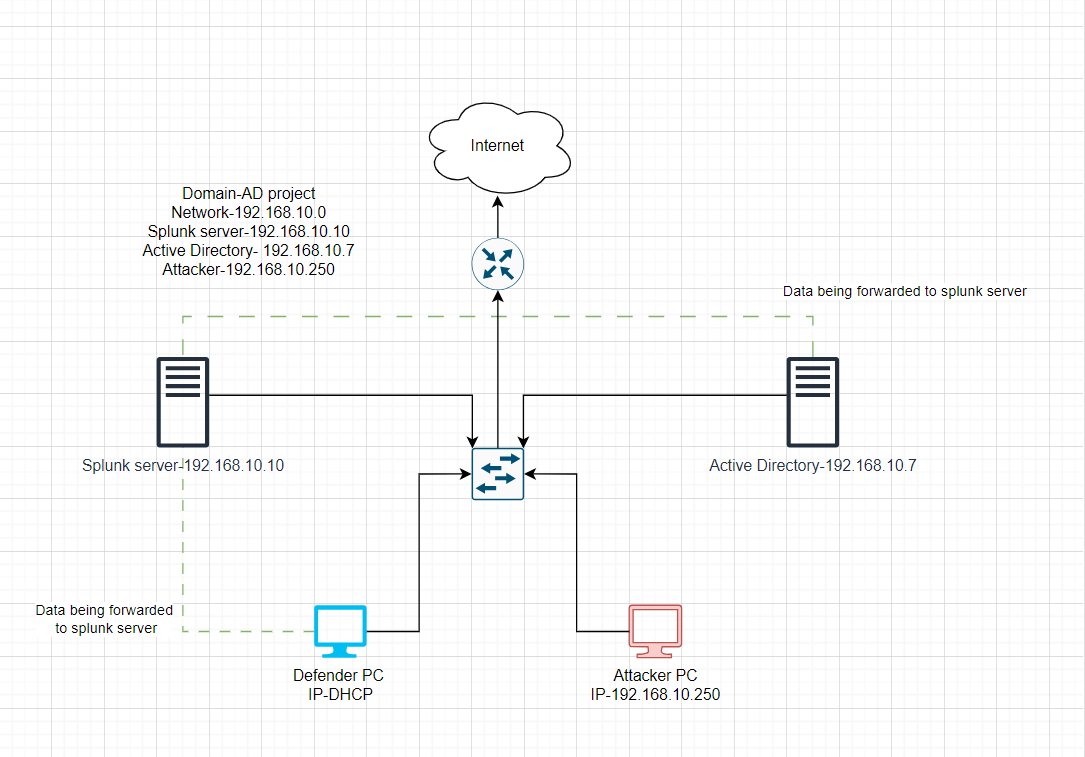 Internet
Domain-AD project
Network-192.168.10.0
Splunk server-192.168.10.10
Active Directory- 192.168.10.7
Attacker-192.168.10.250
Data being forwarded to splunk server
Splunk server-192.168.10.10
Active Directory-192.168.10.7
Data being forwarded
to splunk server
Defender PC
IP-DHCP
Attacker PC
IP-192.168.10.250